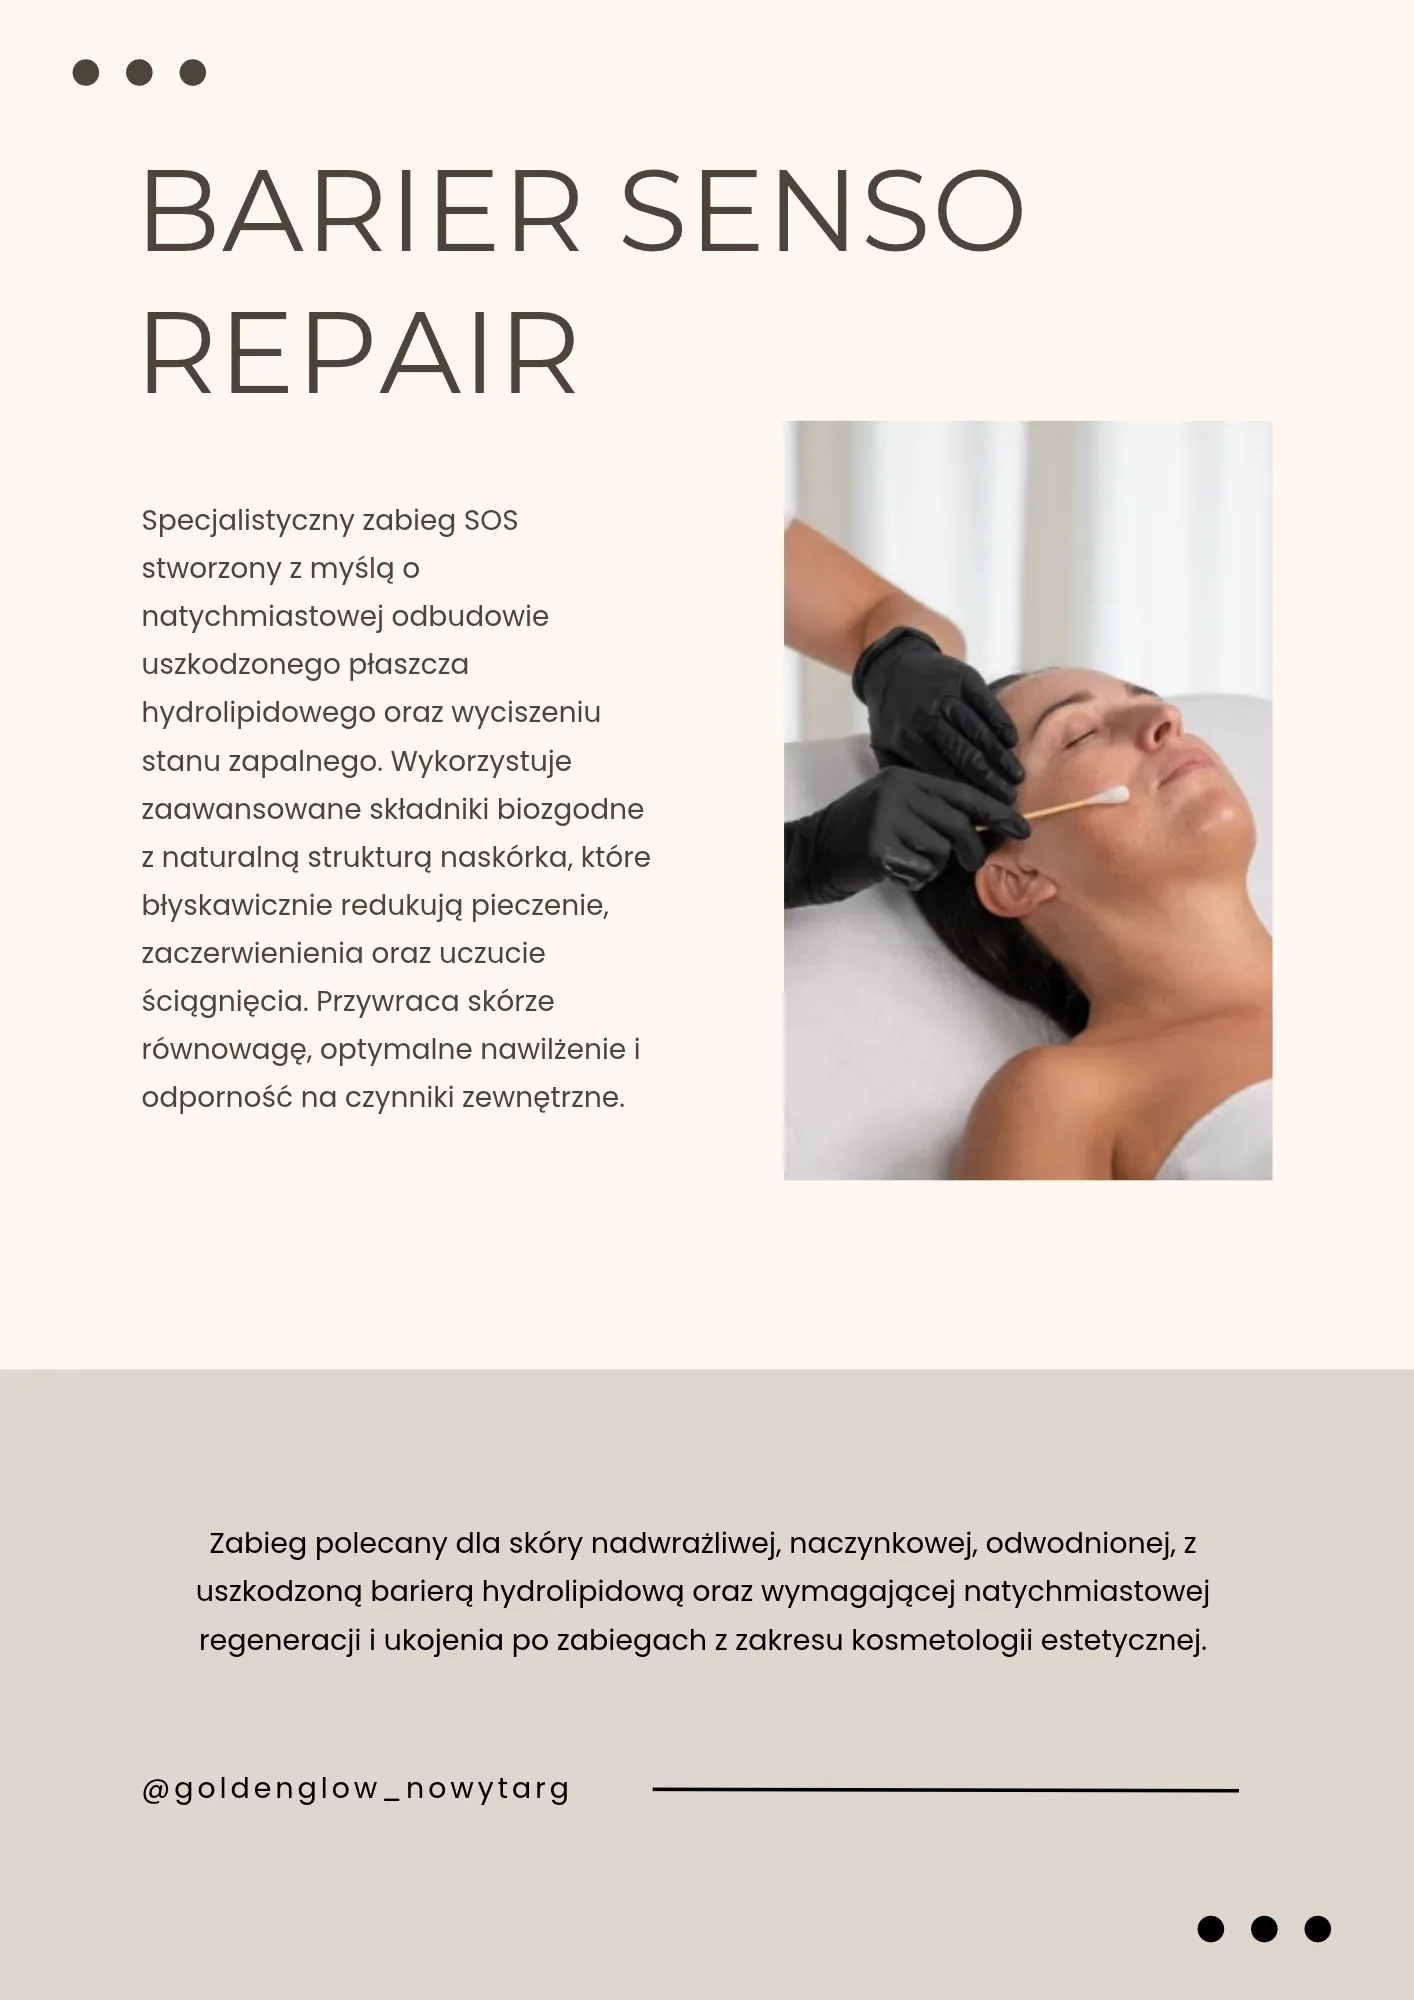 BARIER SENSO
REPAIR
Specjalistyczny zabieg SOS
stworzony z myślą o
natychmiastowej odbudowie
uszkodzonego płaszcza
hydrolipidowego oraz wyciszeniu
stanu zapalnego. Wykorzystuje
zaawansowane składniki biozgodne
z naturalną strukturą naskórka, które
błyskawicznie redukują pieczenie,
zaczerwienienia oraz uczucie
ściągnięcia. Przywraca skórze
równowagę, optymalne nawilżenie i
odporność na czynniki zewnętrzne.
Zabieg polecany dla skóry nadwrażliwej, naczynkowej, odwodnionej, z
uszkodzoną barierą hydrolipidową oraz wymagającej natychmiastowej
regeneracji i ukojenia po zabiegach z zakresu kosmetologii estetycznej.
@goldenglow_nowytarg